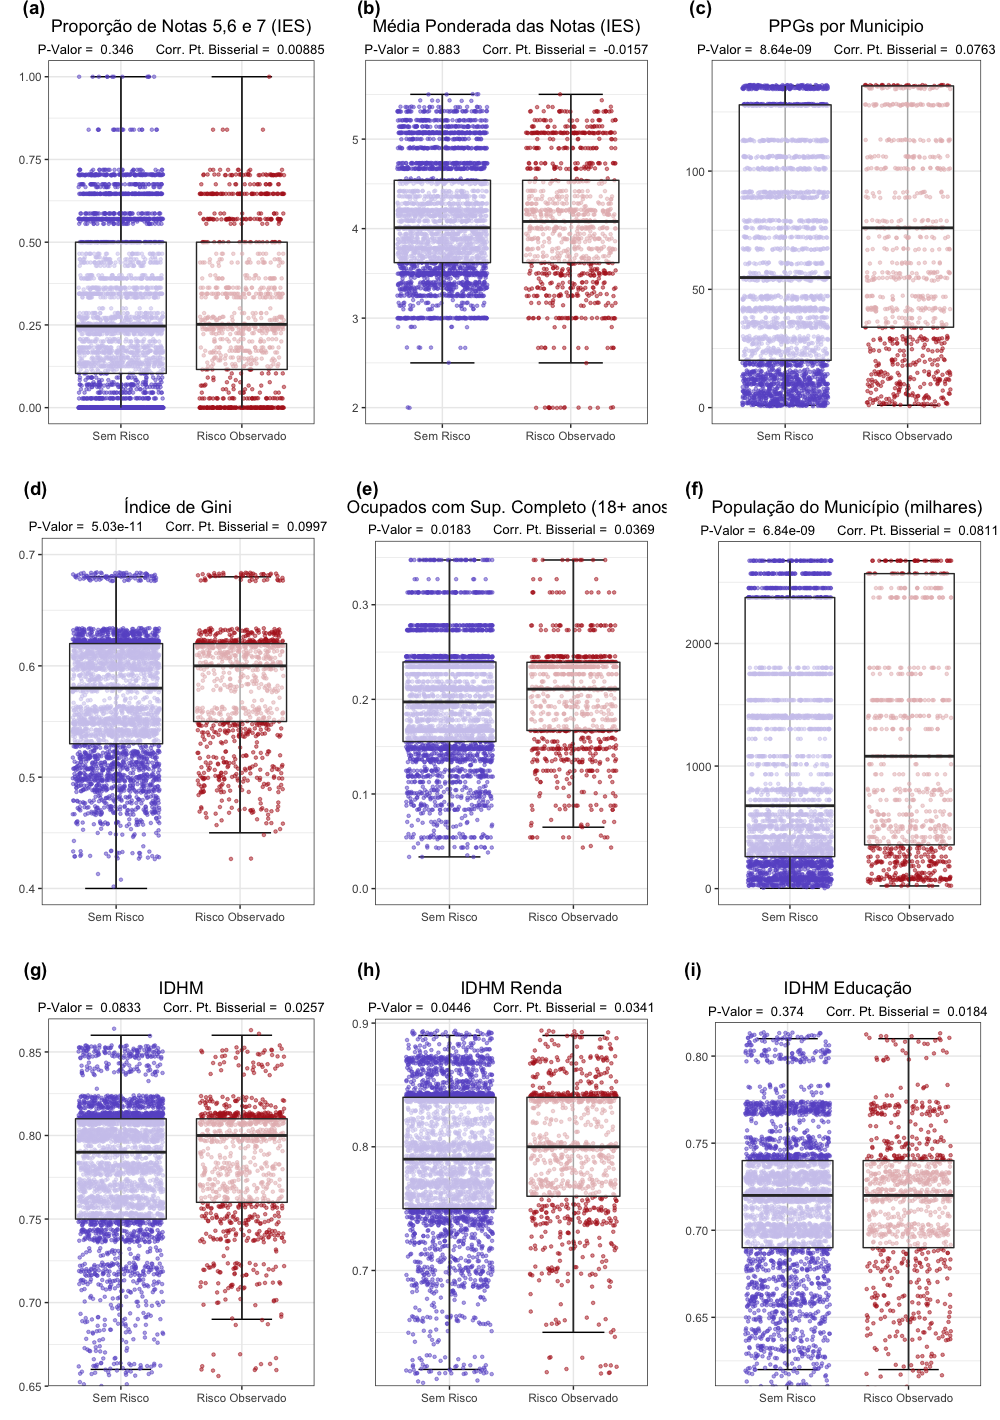 (a)
Proporção de Notas 5,6 e 7 (IES)
P-Valor = 0.346 Corr. Pt. Bisserial = 0.00885
1.00
0.75
0.50
0.25
0.00
Sem Risco Risco Observado
(b)
Média Ponderada das Notas (IES)
P-Valor = 0.883 Corr. Pt. Bisserial = -0.0157
5
4
3
2
Sem Risco Risco Observado
(c)
PPGs por Municipio
P-Valor = 8.64e-09 Corr. Pt. Bisserial = 0.0763
100
50
0
Sem Risco Risco Observado
(d)
Índice de Gini
P-Valor = 5.03e-11 Corr. Pt. Bisserial = 0.0997
0.7
0.6
0.5
0.4
Sem Risco Risco Observado
(e)
Ocupados com Sup. Completo (18+ anos
P-Valor = 0.0183 Corr. Pt. Bisserial = 0.0369
0.3
0.2
0.1
0.0
Sem Risco Risco Observado
(f)
População do Município (milhares)
P-Valor = 6.84e-09 Corr. Pt. Bisserial = 0.0811
2000
1000
0
Sem Risco Risco Observado
(g)
IDHM
P-Valor = 0.0833 Corr. Pt. Bisserial = 0.0257
0.85
0.80
0.75
0.70
0.65
Sem Risco Risco Observado
(h)
IDHM Renda
P-Valor = 0.0446 Corr. Pt. Bisserial = 0.0341
0.9
0.8
0.7
Sem Risco Risco Observado
(i)
IDHM Educação
P-Valor = 0.374 Corr. Pt. Bisserial = 0.0184
0.80
0.75
0.70
0.65
Sem Risco Risco Observado